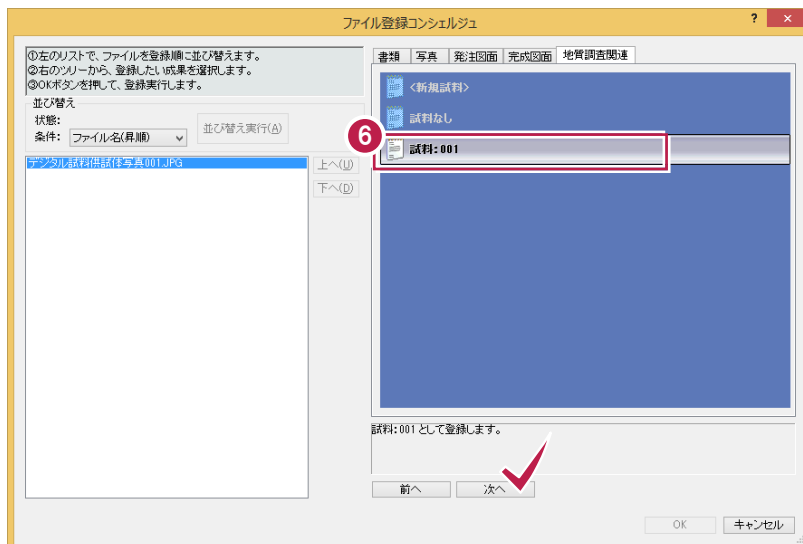 ファイル登録コンシェルジュ
? ×
①左のリストで、ファイルを登録順に並び替えます。
②右のツリーから、登録したい成果を選択します。
③OKボタンを押して、登録実行します。
並び替え
状態:
条件: ファイル名(昇順)
並び替え実行(A)
デジタル試料供試体写真001.JPG
上へ(U)
下へ(D)
書類 写真 発注図面 完成図面 地質調査関連
<新規試料>
試料なし
6
試料:001
試料:001 として登録します。
前へ 次へ
OK キャンセル